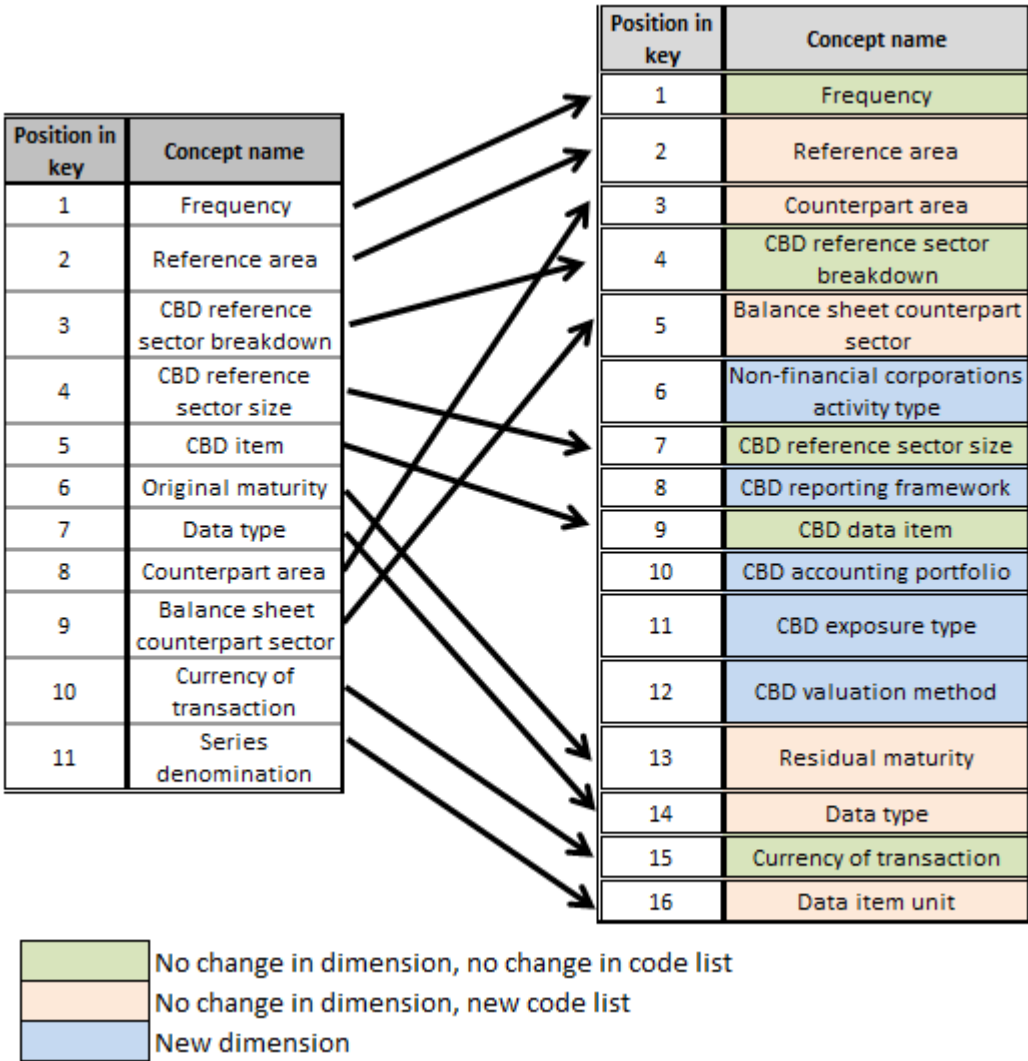 Position in
key
Concept name
1
Frequency
2
Reference area
3
CBD reference
sector breakdown
4
CBD reference
sector size
5
CBD item
6
Original maturity
7
Data type
8
Counterpart area
9
Balance sheet
counterpart sector
10
Currency of
transaction
11
Series
denomination
Position in
key
Concept name
1
Frequency
2
Reference area
3
Counterpart area
4
CBD reference sector
breakdown
5
Balance sheet counterpart
sector
6
Non-financial corporations
activity type
7
CBD reference sector size
8
CBD reporting framework
9
CBD data item
10
CBD accounting portfolio
11
CBD exposure type
12
CBD valuation method
13
Residual maturity
14
Data type
15
Currency of transaction
16
Data item unit
No change in dimension, no change in code list
No change in dimension, new code list
New dimension